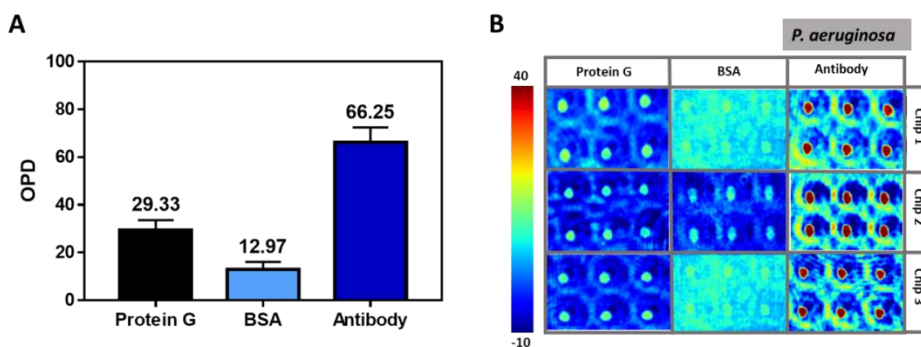 A
B
P. aeruginosa
100
80
60
40
20
0
OPD
29.33
12.97
66.25
Protein G
BSA
Antibody
40
-10
Protein G
BSA
Antibody
Chip 1
Chip 2
Chip 3